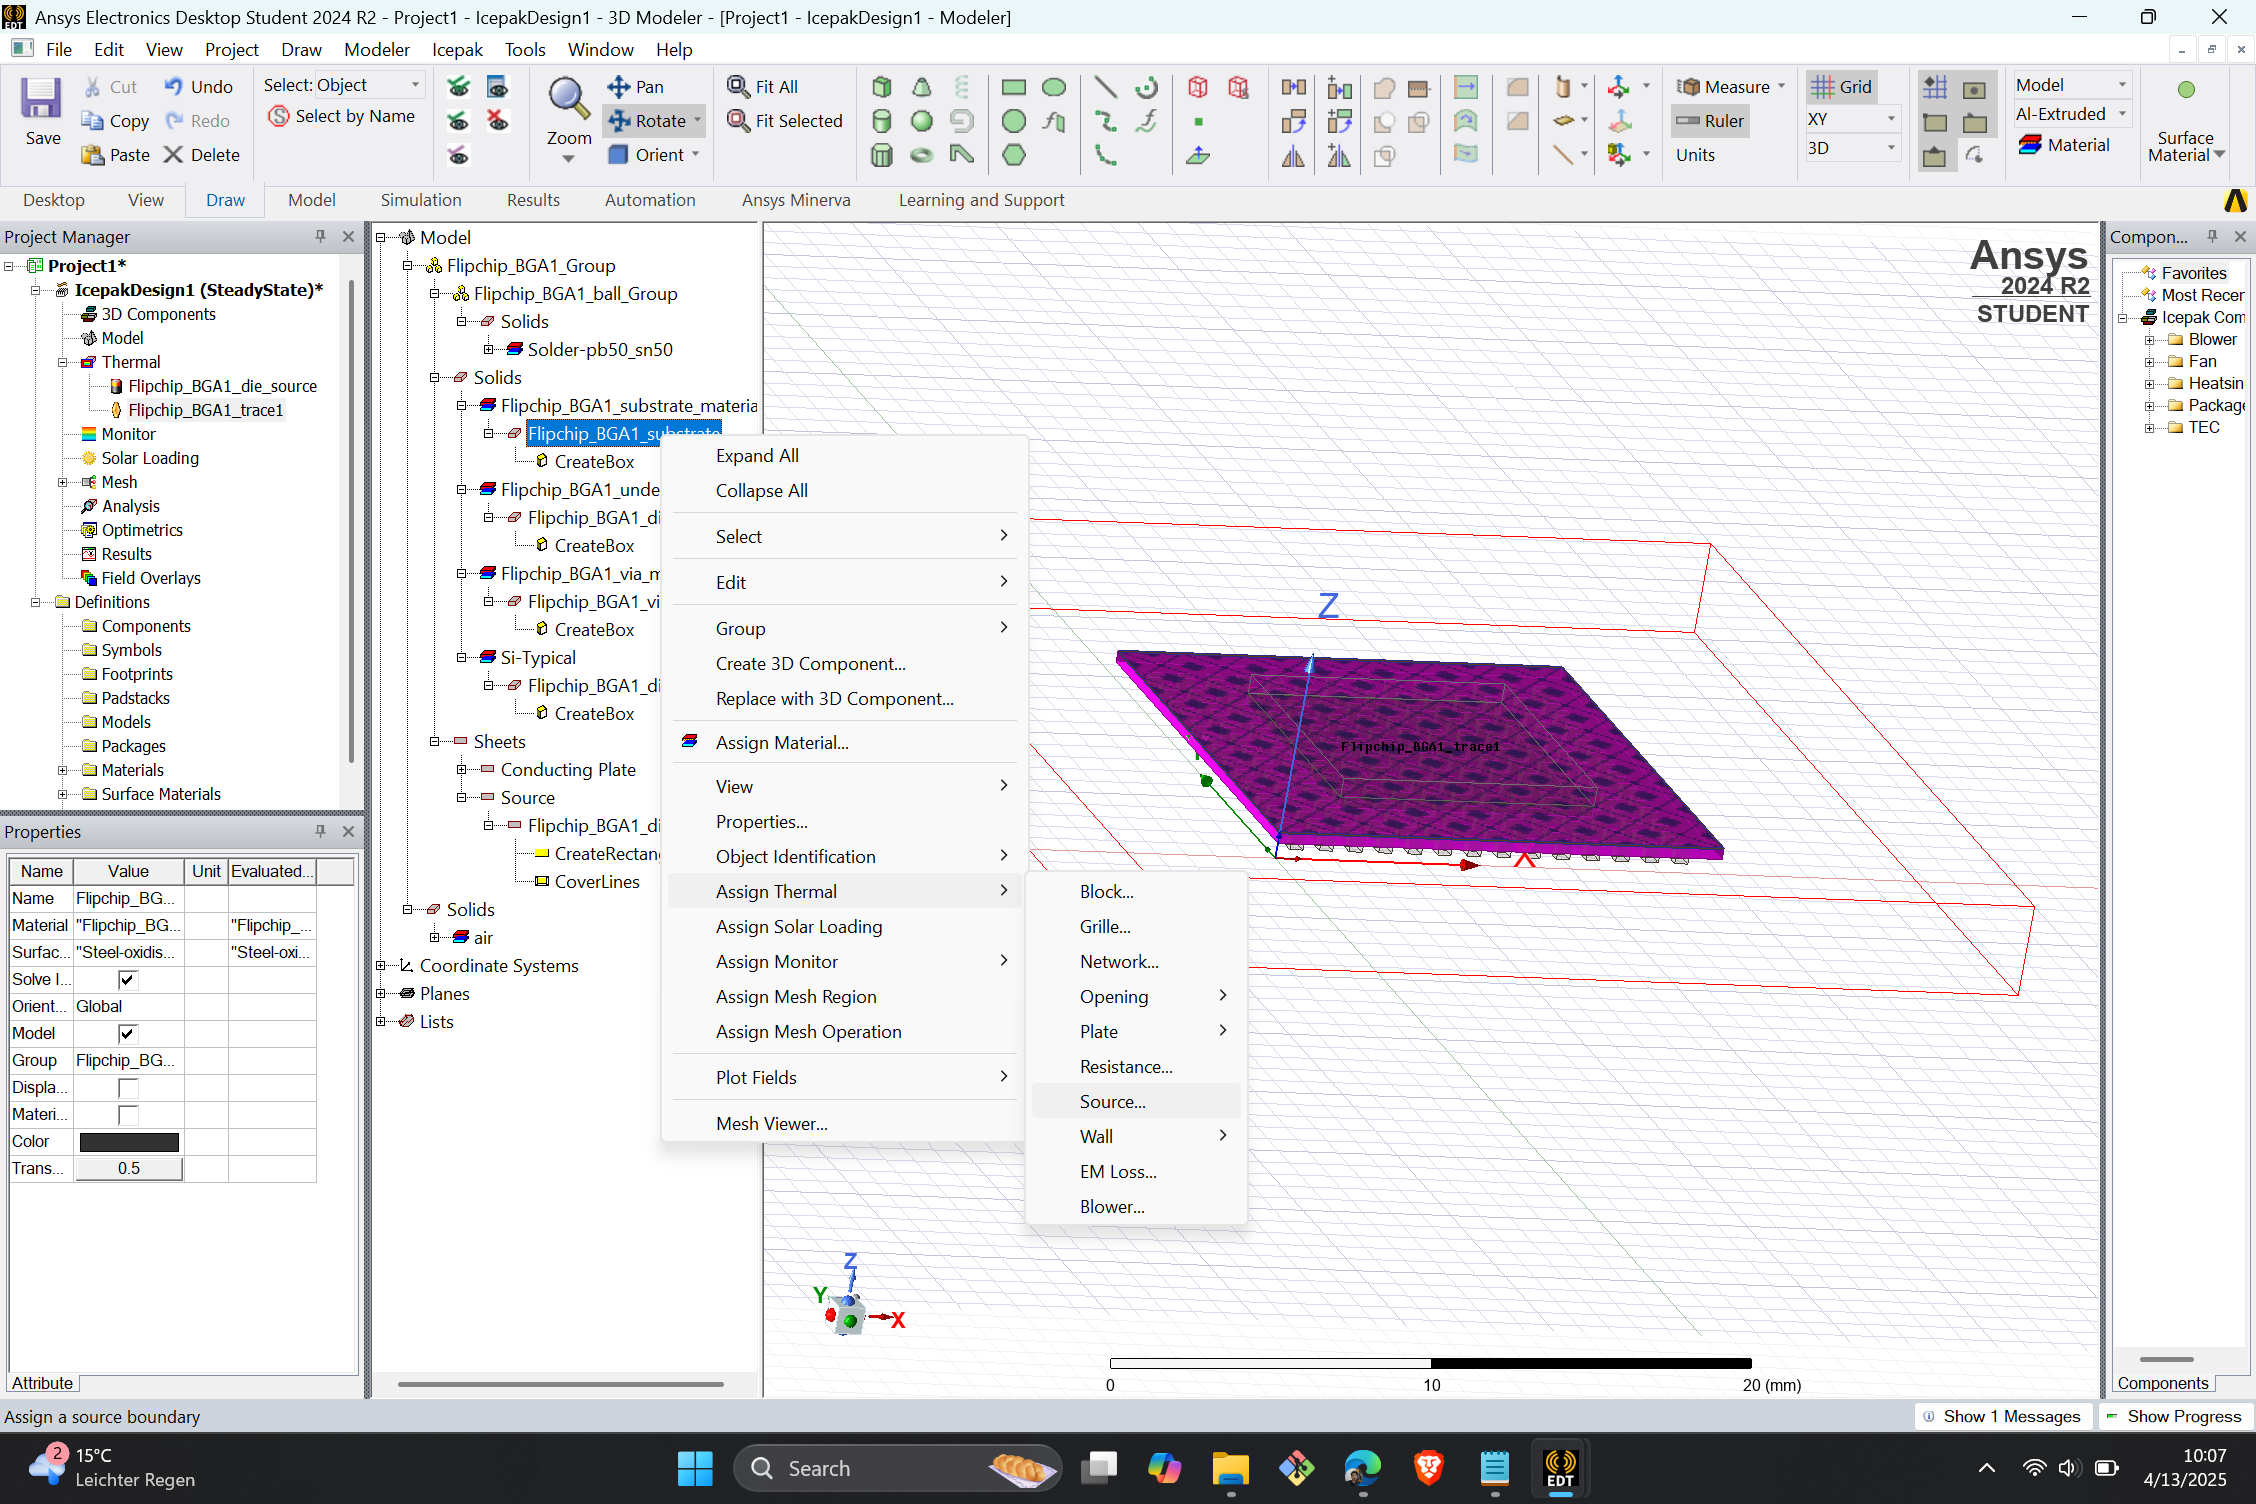 Ansys Electronics Desktop Student 2024 R2 - Project1 - IcepakDesign1 - 3D Modeler - [Project1 - IcepakDesign1 - Modeler]
File Edit View Project Draw Modeler Icepak Tools Window Help
Save
Cut
Copy
Paste
Undo
Redo
Delete
Select: Object
Select by Name
Zoom
Pan
Rotate
Orient
Fit All
Fit Selected
Measure
Ruler
Units
Grid
XY
3D
Model
Al-Extruded
Material
Surface
Material
Desktop View Draw Model Simulation Results Automation Ansys Minerva Learning and Support
Project Manager
Project1*
IcepakDesign1 (SteadyState)*
3D Components
Model
Thermal
Flipchip_BGA1_die_source
Flipchip_BGA1_trace1
Monitor
Solar Loading
Mesh
Analysis
Optimetrics
Results
Field Overlays
Definitions
Components
Symbols
Footprints
Padstacks
Models
Packages
Materials
Surface Materials
Properties
Name Value Unit Evaluated...
Name Flipchip_BG...
Material "Flipchip_BG... "Flipchip_...
Surfac... "Steel-oxidis... "Steel-oxi...
Solve I...
Orient... Global
Model
Group Flipchip_BG...
Displa...
Materi...
Color
Trans... 0.5
Attribute
Model
Flipchip_BGA1_Group
Flipchip_BGA1_ball_Group
Solids
Solder-pb50_sn50
Solids
Flipchip_BGA1_substrate_materia
Flipchip_BGA1_substrate
CreateBox
Flipchip_BGA1_unde
Flipchip_BGA1_di
CreateBox
Flipchip_BGA1_via_m
Flipchip_BGA1_vi
CreateBox
Si-Typical
Flipchip_BGA1_di
CreateBox
Sheets
Conducting Plate
Source
Flipchip_BGA1_di
CreateRectang
CoverLines
Solids
air
Coordinate Systems
Planes
Lists
Expand All
Collapse All
Select
Edit
Group
Create 3D Component...
Replace with 3D Component...
Assign Material...
View
Properties...
Object Identification
Assign Thermal
Assign Solar Loading
Assign Monitor
Assign Mesh Region
Assign Mesh Operation
Plot Fields
Mesh Viewer...
Block...
Grille...
Network...
Opening
Plate
Resistance...
Source...
Wall
EM Loss...
Blower...
Ansys
2024 R2
STUDENT
Z
Flipchip_BGA1_trace1
X
Z
Y
X
0 10 20 (mm)
Compon...
Favorites
Most Recen
Icepak Com
Blower
Fan
Heatsin
Package
TEC
Components
Assign a source boundary
Show 1 Messages
Show Progress
2
15°C
Leichter Regen
Search
EDT
10:07
4/13/2025